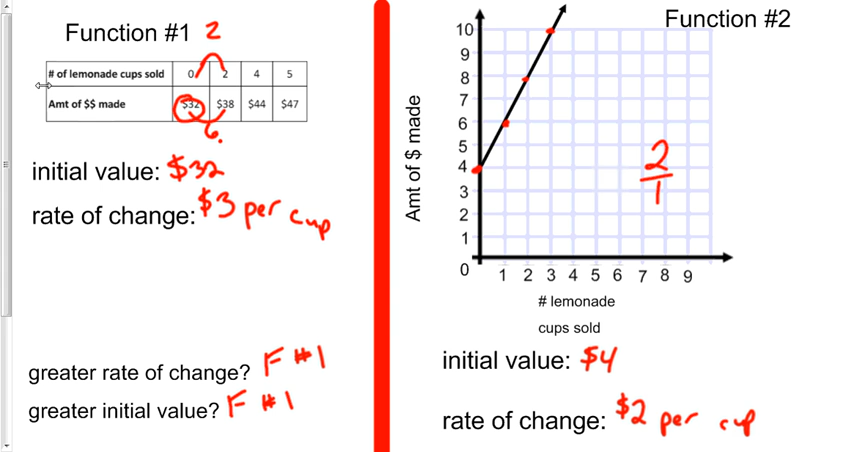 Function #1 2
# of lemonade cups sold 0 2 4 5
Amt of $$ made $32 $38 $44 $47
6.
initial value: $32
rate of change: $3 per cup
greater rate of change? F #1
greater initial value? F #1
Function #2
Amt of $ made
10
9
8
7
6
5
4
3
2
1
0
1 2 3 4 5 6 7 8 9
2
1
# lemonade
cups sold
initial value: $4
rate of change: $2 per cup